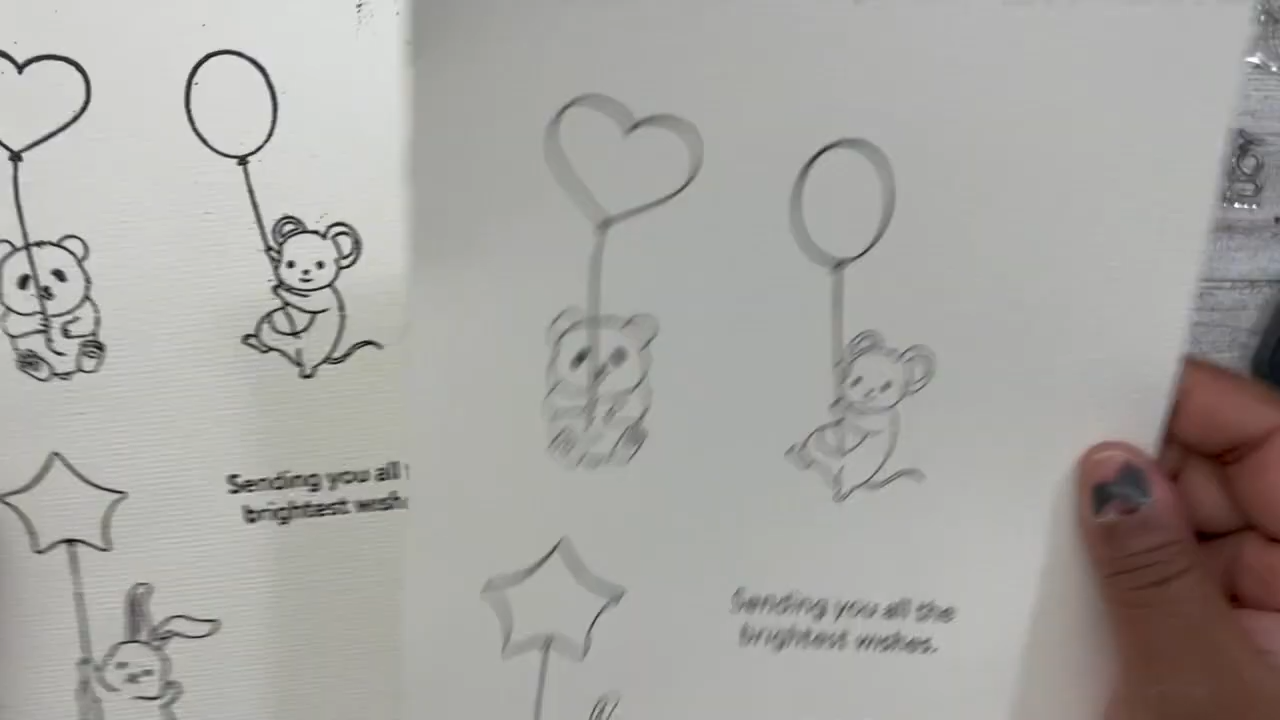 Sending you all
brightest wish
Sending you all the
brightest wishes.